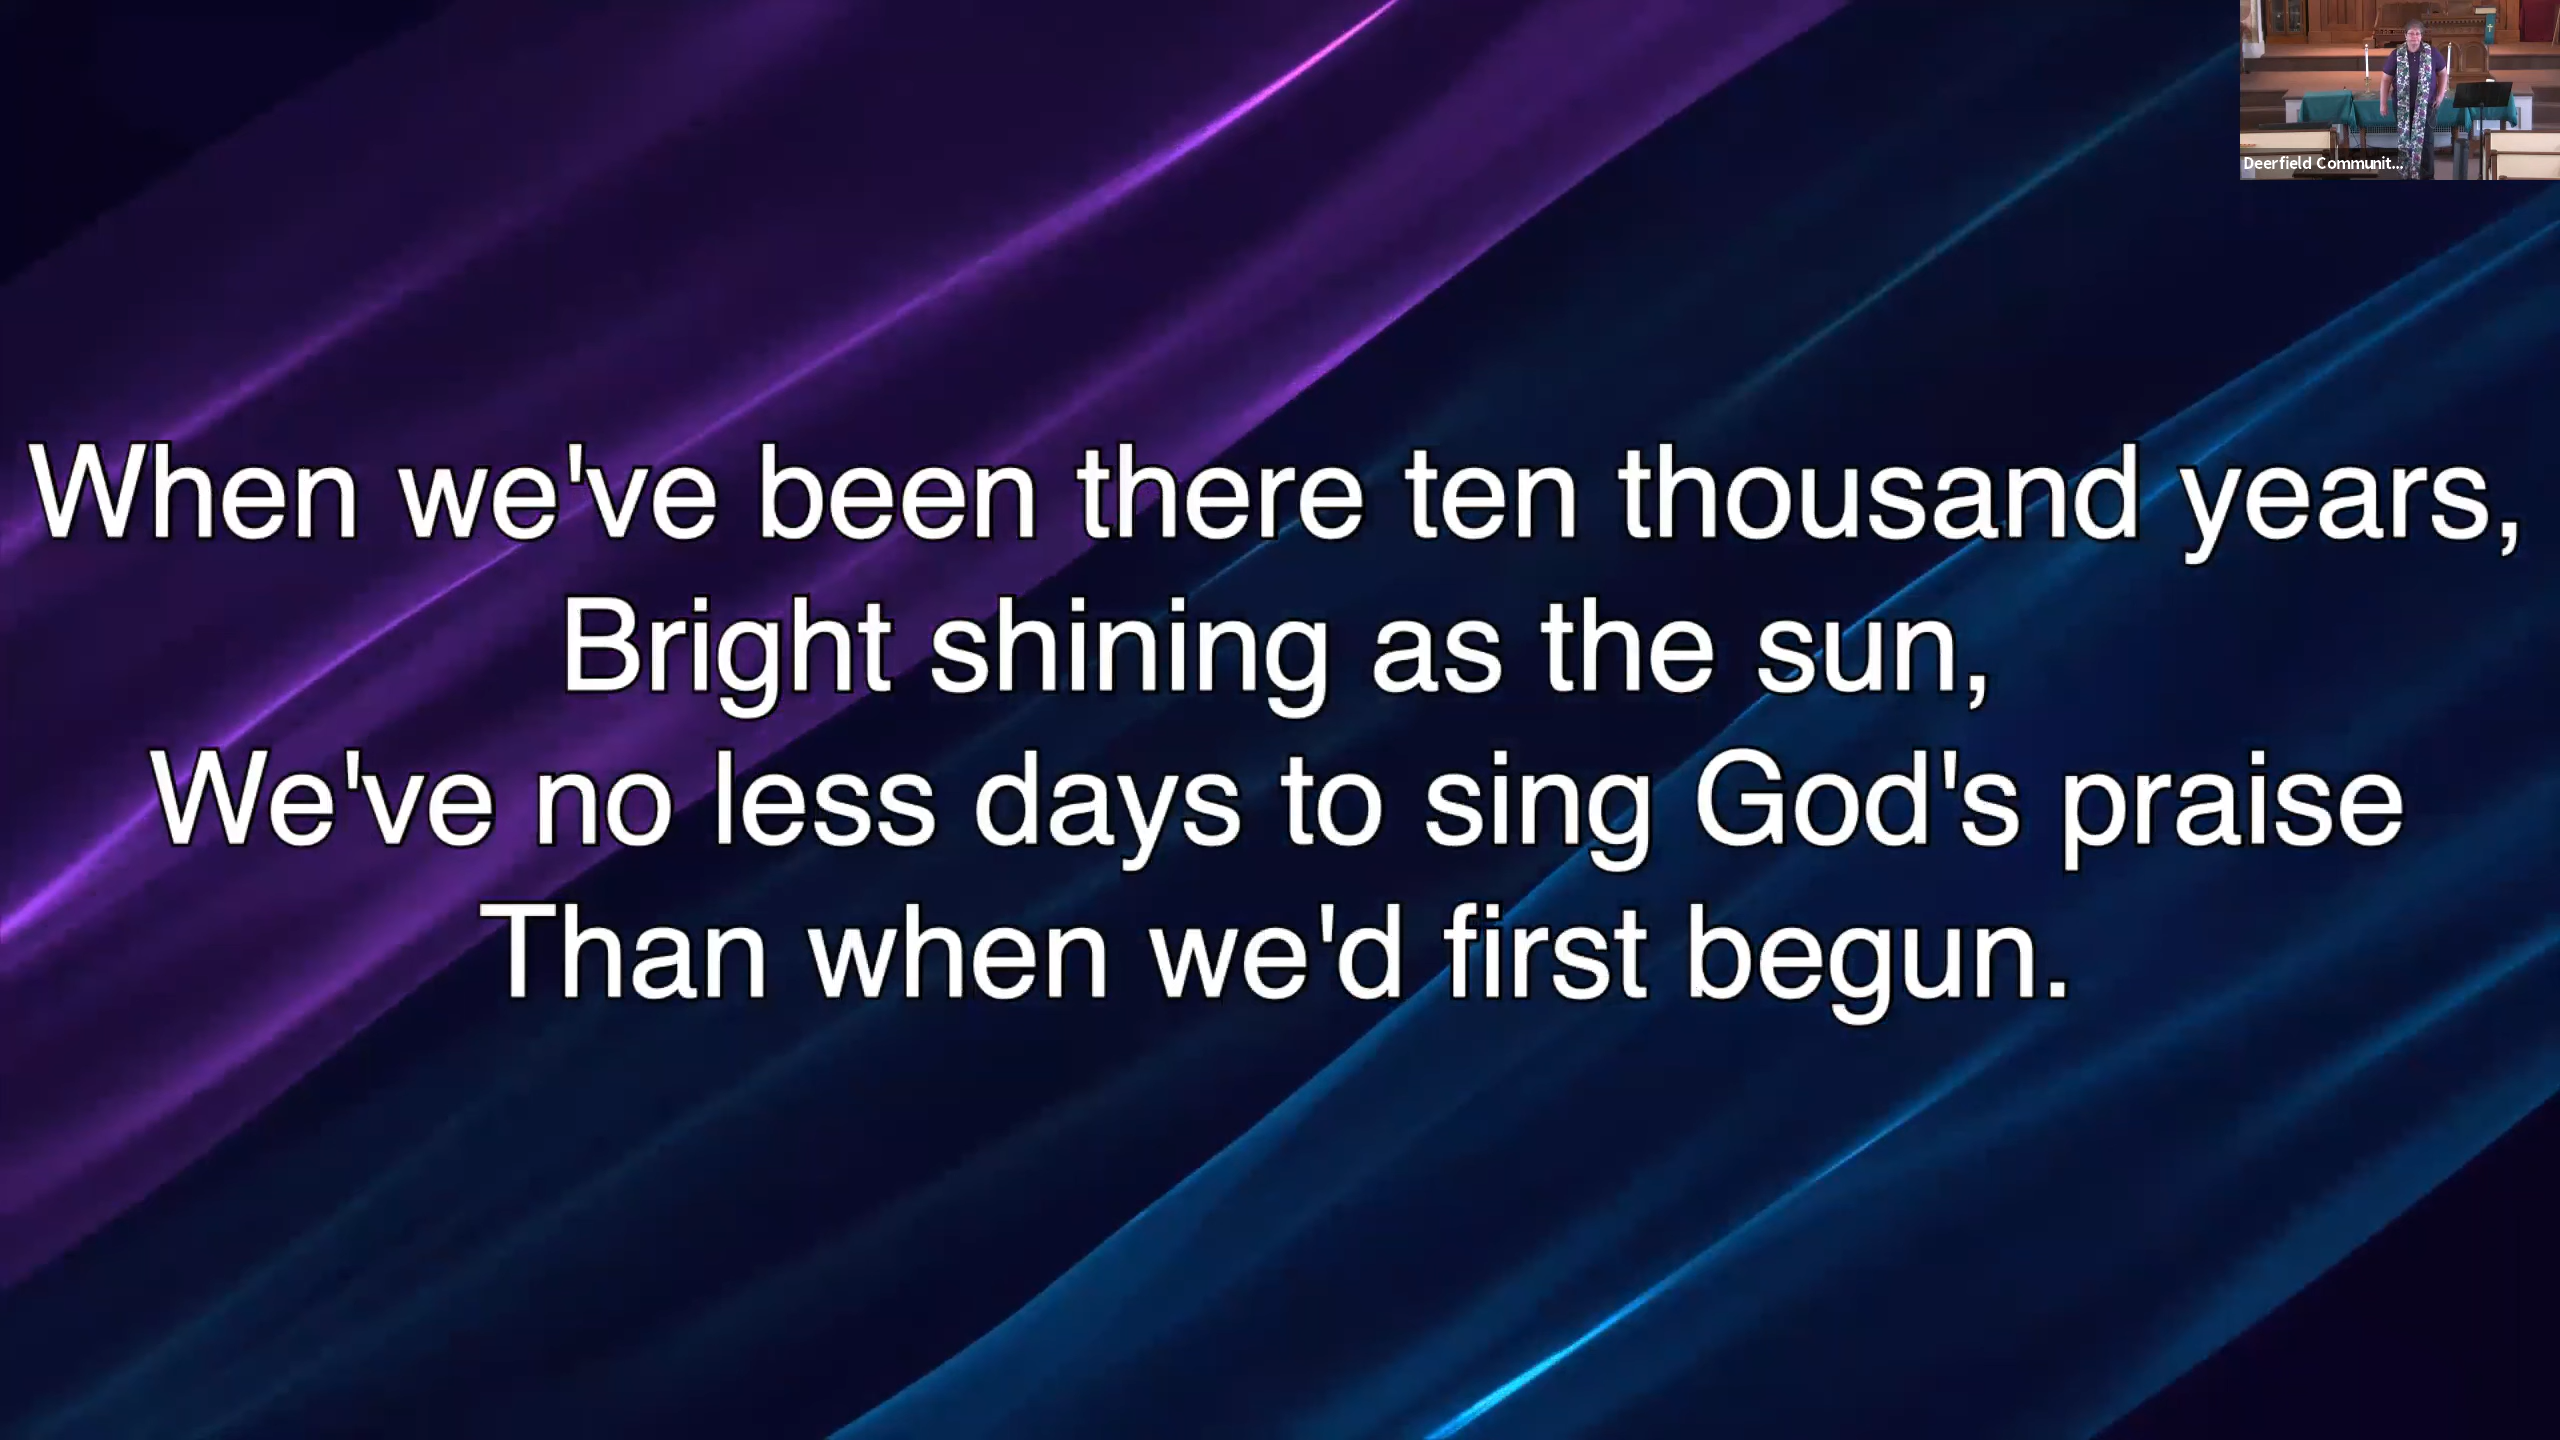 When we've been there ten thousand years,
Bright shining as the sun,
We've no less days to sing God's praise
Than when we'd first begun.
Deerfield Communit...